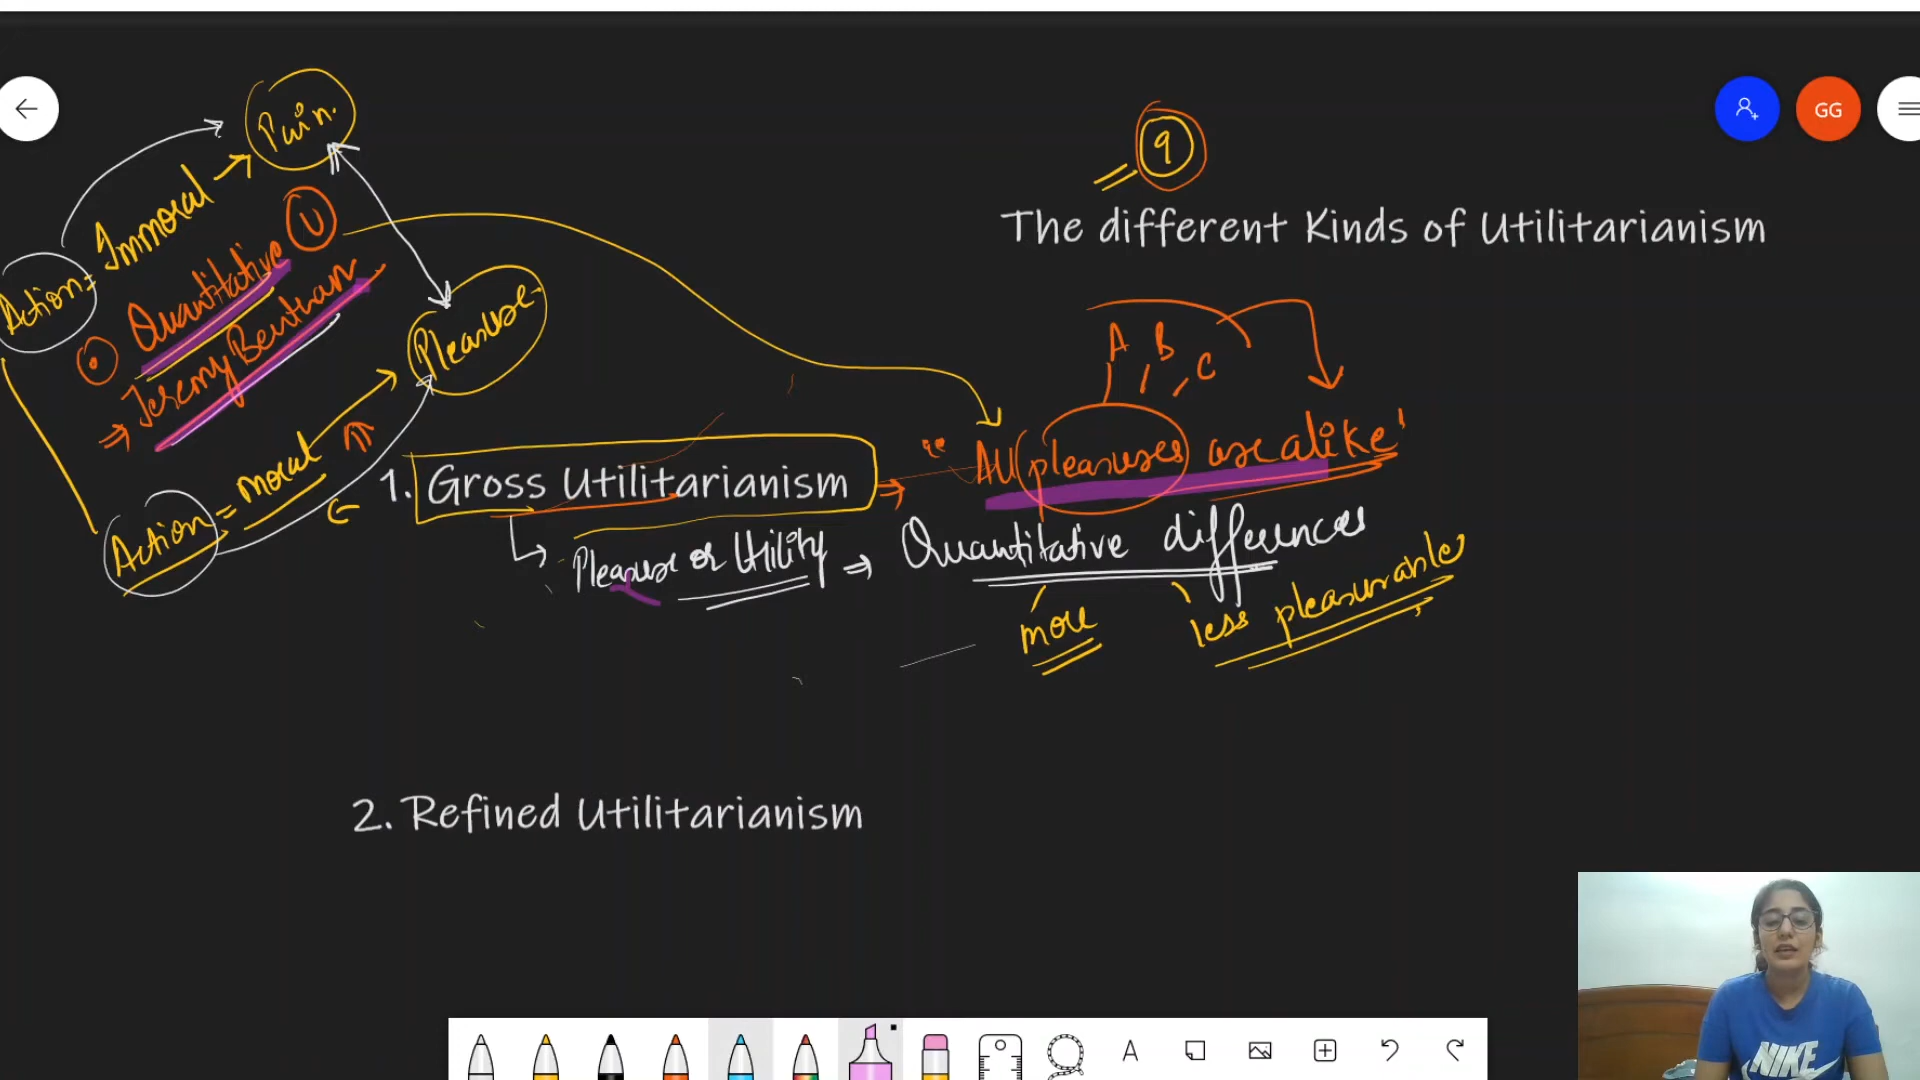 Pain.
GG
9
Immoral
U
The different Kinds of Utilitarianism
Action =
Quantitative
Pleasure
Jeremy Bentham
A B C
"All pleasures are alike"
Action = moral
1. Gross Utilitarianism
Pleasure or Utility ⇒ Quantitative differences
more less pleasurable
2. Refined Utilitarianism
A
NIKE